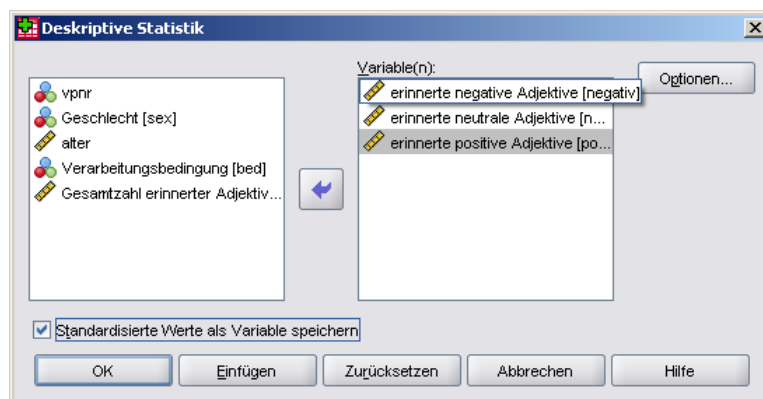 Deskriptive Statistik
vpnr
Geschlecht [sex]
alter
Verarbeitungsbedingung [bed]
Gesamtzahl erinnerter Adjektiv...
Variable(n):
erinnerte negative Adjektive [negativ]
erinnerte neutrale Adjektive [n...
erinnerte positive Adjektive [po...
Optionen...
Standardisierte Werte als Variable speichern
OK
Einfügen
Zurücksetzen
Abbrechen
Hilfe